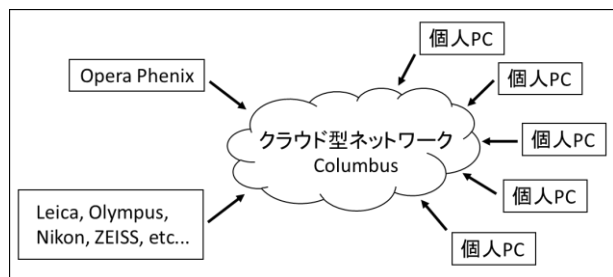 個人PC
Opera Phenix
個人PC
クラウド型ネットワーク
Columbus
個人PC
Leica, Olympus,
Nikon, ZEISS, etc...
個人PC
個人PC